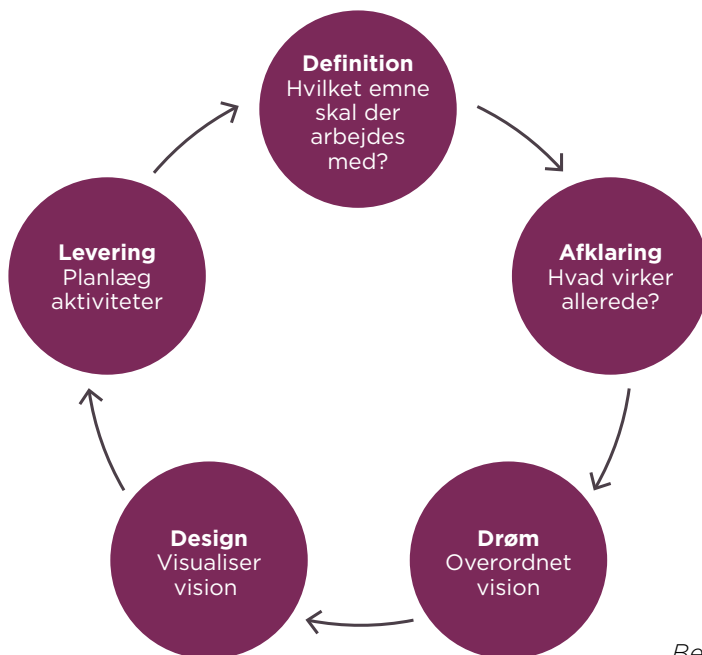 Definition
Hvilket emne
skal der
arbejdes
med?
Afklaring
Hvad virker
allerede?
Drøm
Overordnet
vision
Design
Visualiser
vision
Levering
Planlæg
aktiviteter